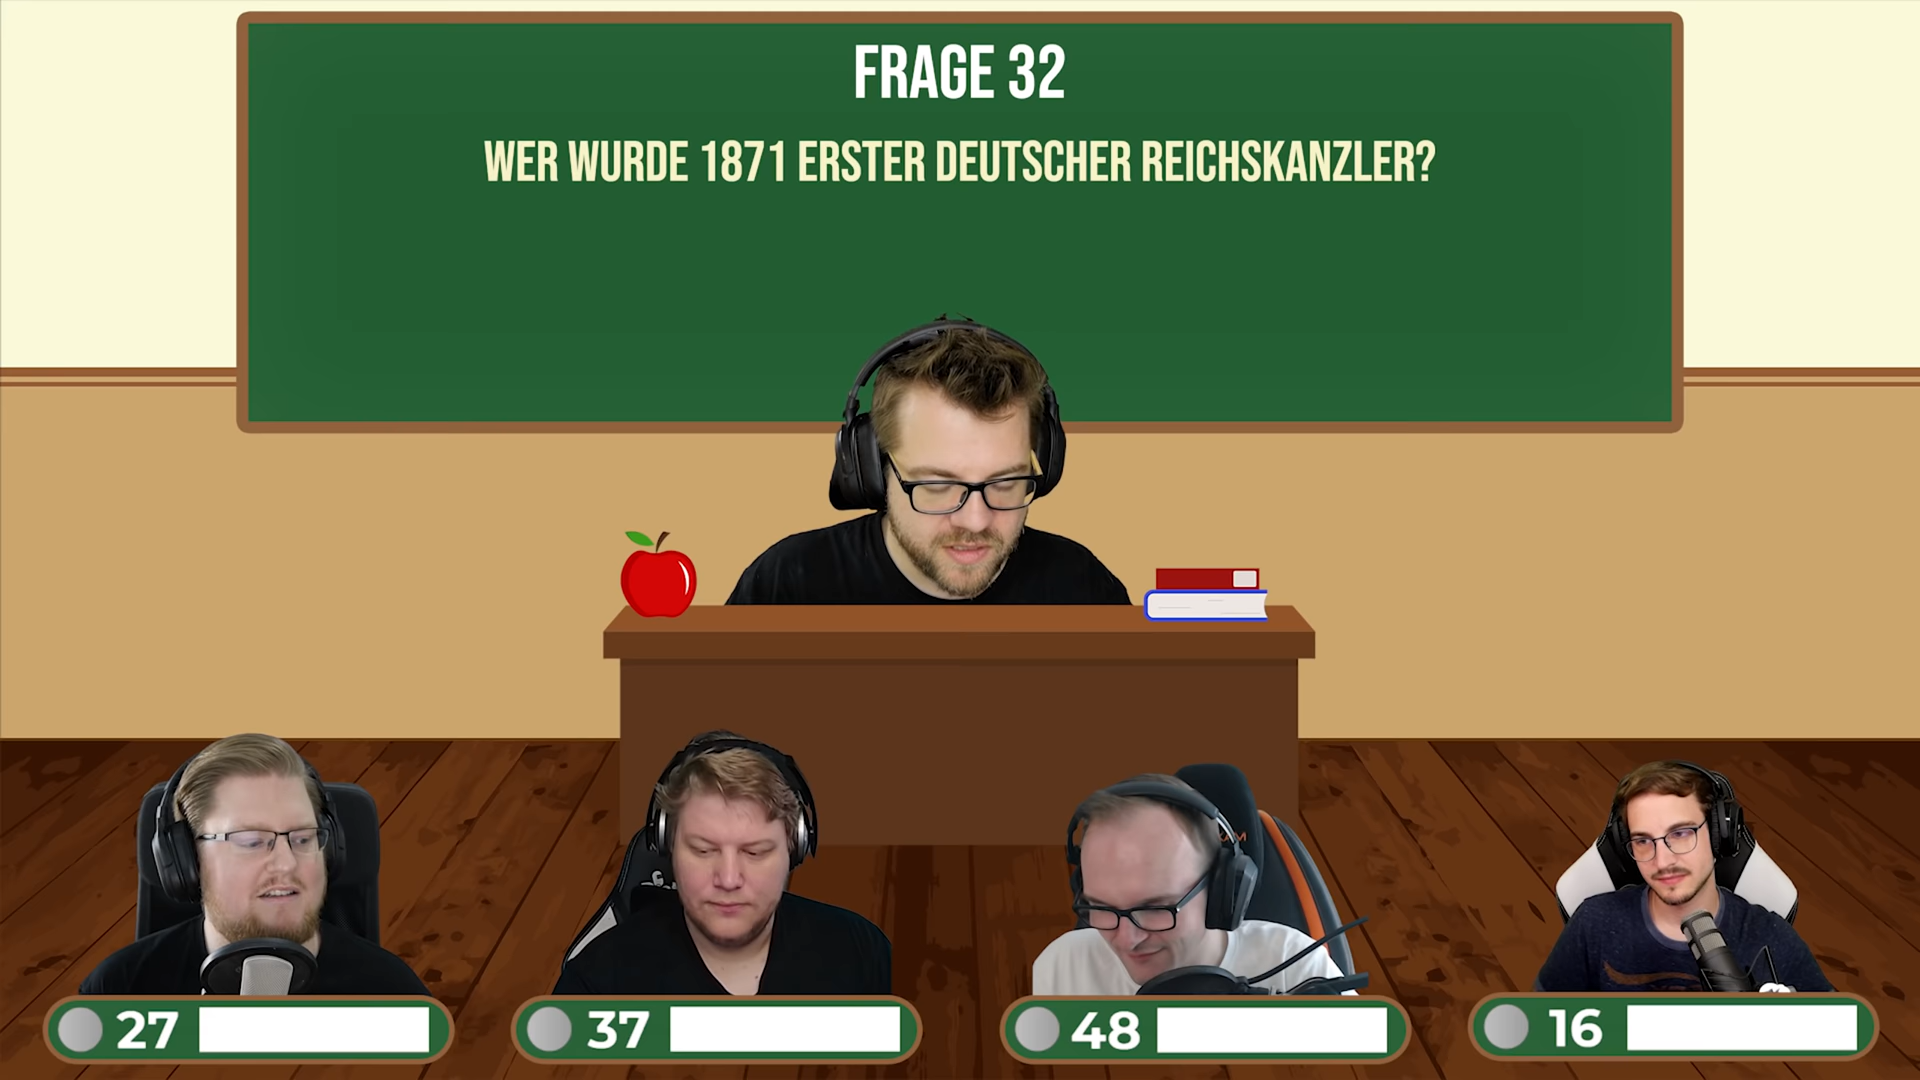 FRAGE 32
WER WURDE 1871 ERSTER DEUTSCHER REICHSKANZLER?
27
37
48
16